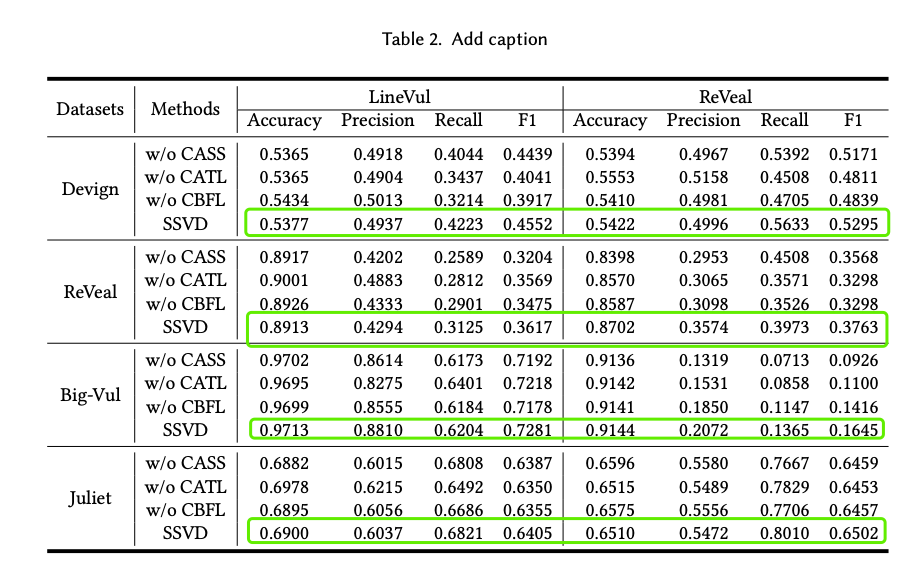 Table 2. Add caption
Datasets Methods LineVul ReVeal
Accuracy Precision Recall F1 Accuracy Precision Recall F1
Devign
w/o CASS 0.5365 0.4918 0.4044 0.4439 0.5394 0.4967 0.5392 0.5171
w/o CATL 0.5365 0.4904 0.3437 0.4041 0.5553 0.5158 0.4508 0.4811
w/o CBFL 0.5434 0.5013 0.3214 0.3917 0.5410 0.4981 0.4705 0.4839
SSVD 0.5377 0.4937 0.4223 0.4552 0.5422 0.4996 0.5633 0.5295
ReVeal
w/o CASS 0.8917 0.4202 0.2589 0.3204 0.8398 0.2953 0.4508 0.3568
w/o CATL 0.9001 0.4883 0.2812 0.3569 0.8570 0.3065 0.3571 0.3298
w/o CBFL 0.8926 0.4333 0.2901 0.3475 0.8587 0.3098 0.3526 0.3298
SSVD 0.8913 0.4294 0.3125 0.3617 0.8702 0.3574 0.3973 0.3763
Big-Vul
w/o CASS 0.9702 0.8614 0.6173 0.7192 0.9136 0.1319 0.0713 0.0926
w/o CATL 0.9695 0.8275 0.6401 0.7218 0.9142 0.1531 0.0858 0.1100
w/o CBFL 0.9699 0.8555 0.6184 0.7178 0.9141 0.1850 0.1147 0.1416
SSVD 0.9713 0.8810 0.6204 0.7281 0.9144 0.2072 0.1365 0.1645
Juliet
w/o CASS 0.6882 0.6015 0.6808 0.6387 0.6596 0.5580 0.7667 0.6459
w/o CATL 0.6978 0.6215 0.6492 0.6350 0.6515 0.5489 0.7829 0.6453
w/o CBFL 0.6895 0.6056 0.6686 0.6355 0.6575 0.5556 0.7706 0.6457
SSVD 0.6900 0.6037 0.6821 0.6405 0.6510 0.5472 0.8010 0.6502